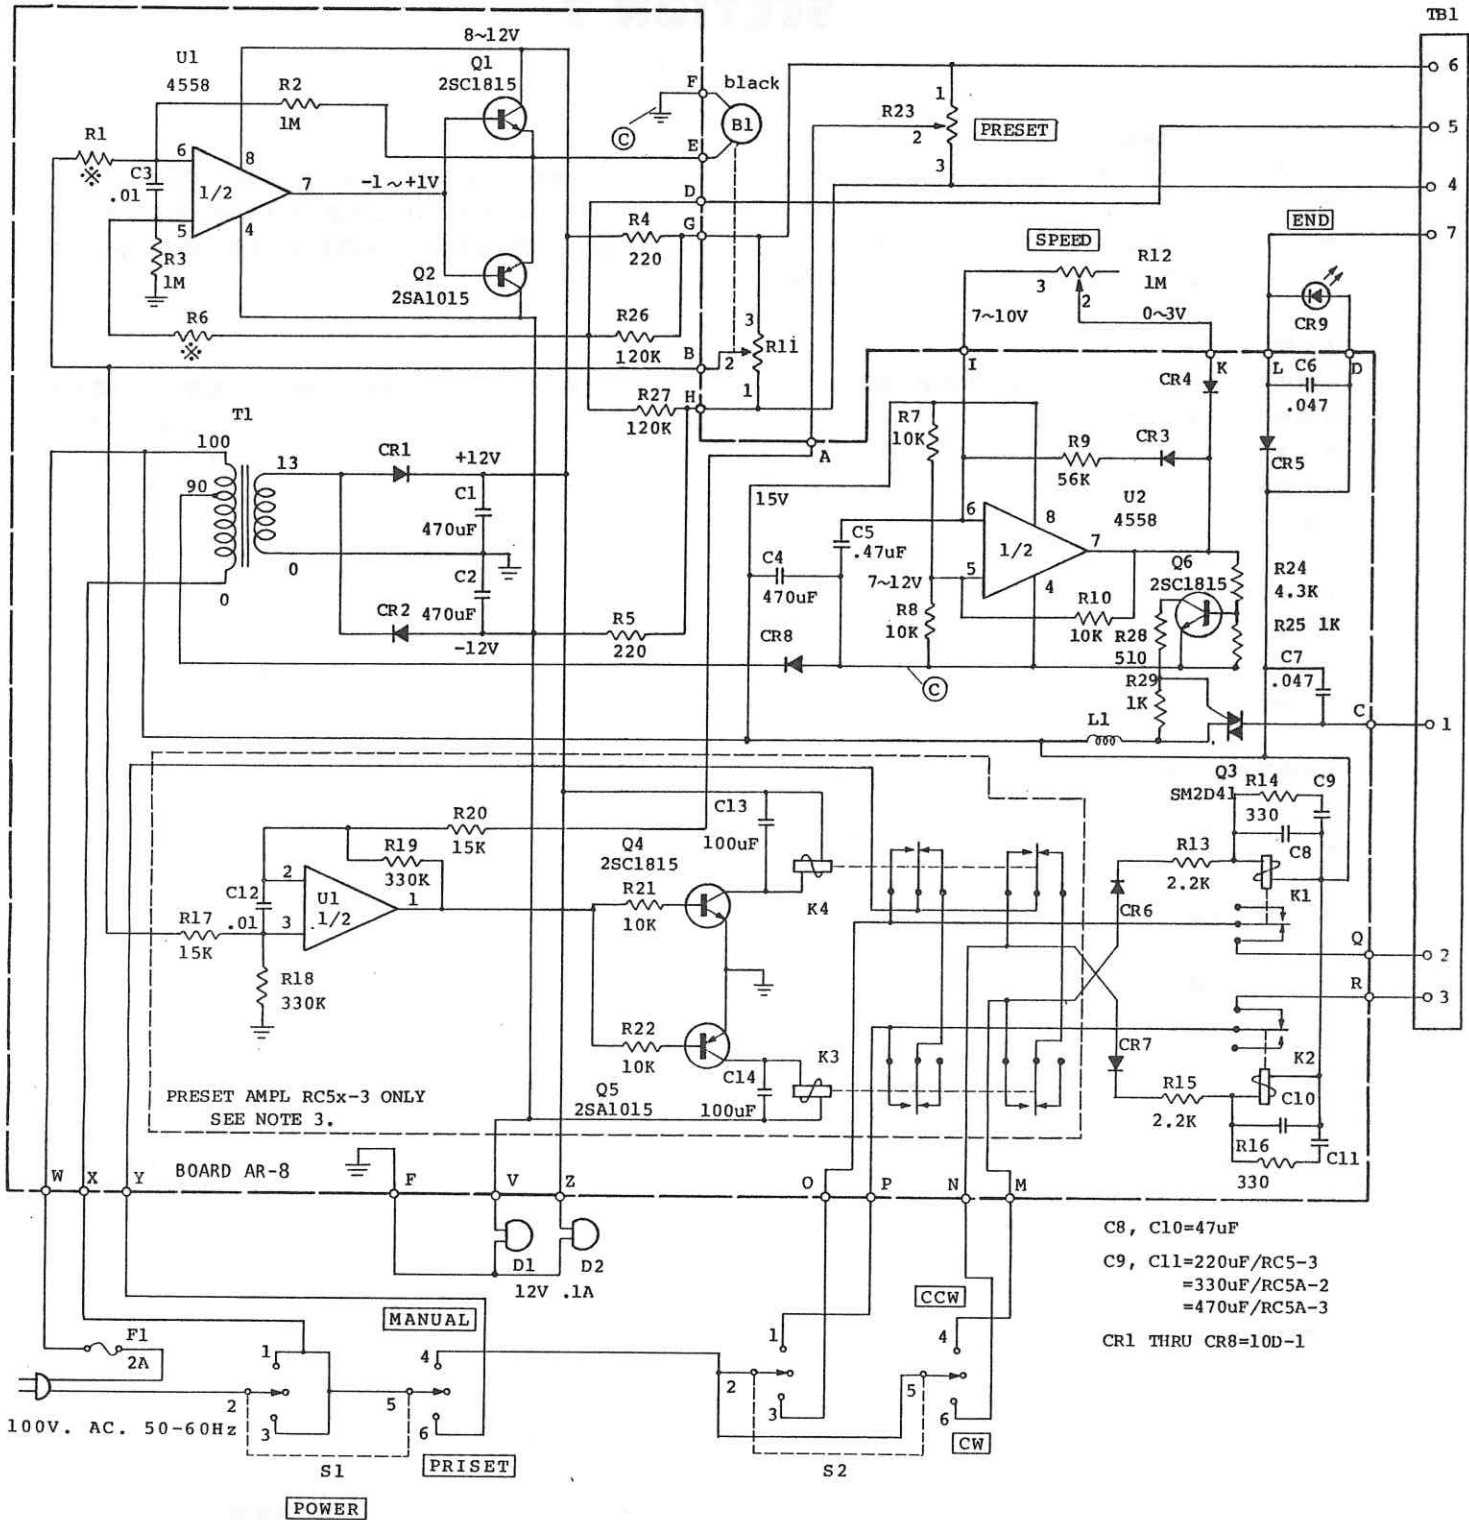 TB1
8~12V
U1
4558
Q1
2SC1815
R2
1M
F
black
B1
C
E
R23
1
2
3
PRESET
6
5
4
7
R1
※
C3
.01
6
5
8
4
1/2
7
-1~+1V
R3
1M
Q2
2SA1015
D
G
R4
220
R6
※
R26
120K
B
3
2
1
R11
H
R27
120K
SPEED
R12
1M
3
2
7~10V
0~3V
END
CR9
I
K
L
D
C6
.047
CR4
CR5
T1
100
90
0
13
0
CR1
+12V
C1
470uF
C2
470uF
CR2
-12V
R5
220
A
R7
10K
R9
56K
CR3
15V
U2
4558
C5
.47uF
6
5
8
4
1/2
7
C4
470uF
7~12V
R8
10K
R10
10K
CR8
C
Q6
2SC1815
R24
4.3K
R25 1K
R28
510
R29
1K
C7
.047
L1
C
1
Q3
SM2D41
R14
330
C9
C8
R13
2.2K
K1
R20
15K
R19
330K
C12
.01
2
3
U1
1/2
1
R17
15K
R18
330K
Q4
2SC1815
R21
10K
R22
10K
Q5
2SA1015
C13
100uF
K4
C14
100uF
K3
CR6
CR7
Q
2
R
3
K2
C10
R15
2.2K
R16
330
C11
PRESET AMPL RC5x-3 ONLY
SEE NOTE 3.
BOARD AR-8
W
X
Y
F
V
Z
O
P
N
M
D1
D2
12V .1A
C8, C10=47uF
C9, C11=220uF/RC5-3
=330uF/RC5A-2
=470uF/RC5A-3
CR1 THRU CR8=10D-1
F1
2A
100V. AC. 50-60Hz
1
2
3
MANUAL
4
5
6
PRISET
S1
POWER
1
2
3
CCW
4
5
6
CW
S2